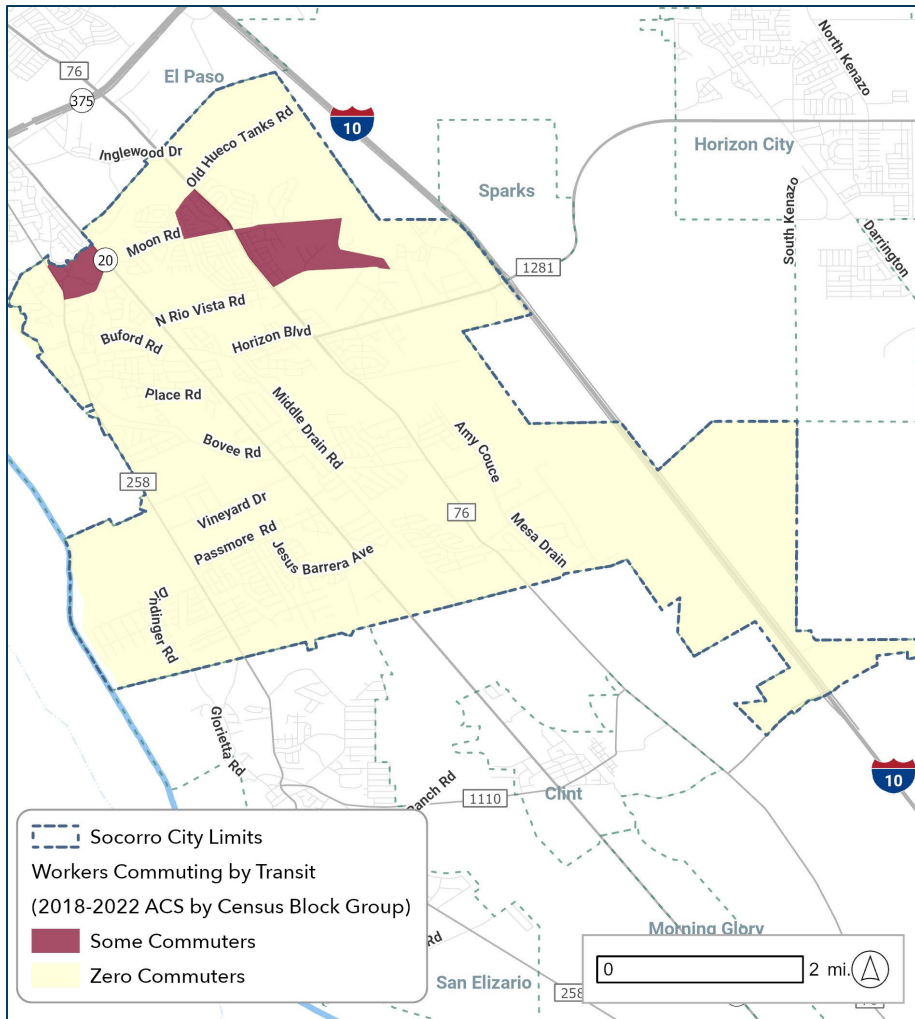 North Kenazo
76
El Paso
375
10
Old Hueco Tanks Rd
Inglewood Dr
Horizon City
Sparks
South Kenazo
Darrington
Moon Rd
20
1281
N Rio Vista Rd
Buford Rd
Horizon Blvd
Place Rd
Middle Drain Rd
Bovee Rd
Amy Couce
258
Vineyard Dr
76
Passmore Rd
Mesa Drain
Jesus Barrera Ave
Dindinger Rd
Glorietta Rd
10
Ranch Rd
1110
Clint
Socorro City Limits
Workers Commuting by Transit
(2018-2022 ACS by Census Block Group)
Some Commuters
Zero Commuters
Rd
Morning Glory
San Elizario
258
0 2 mi.